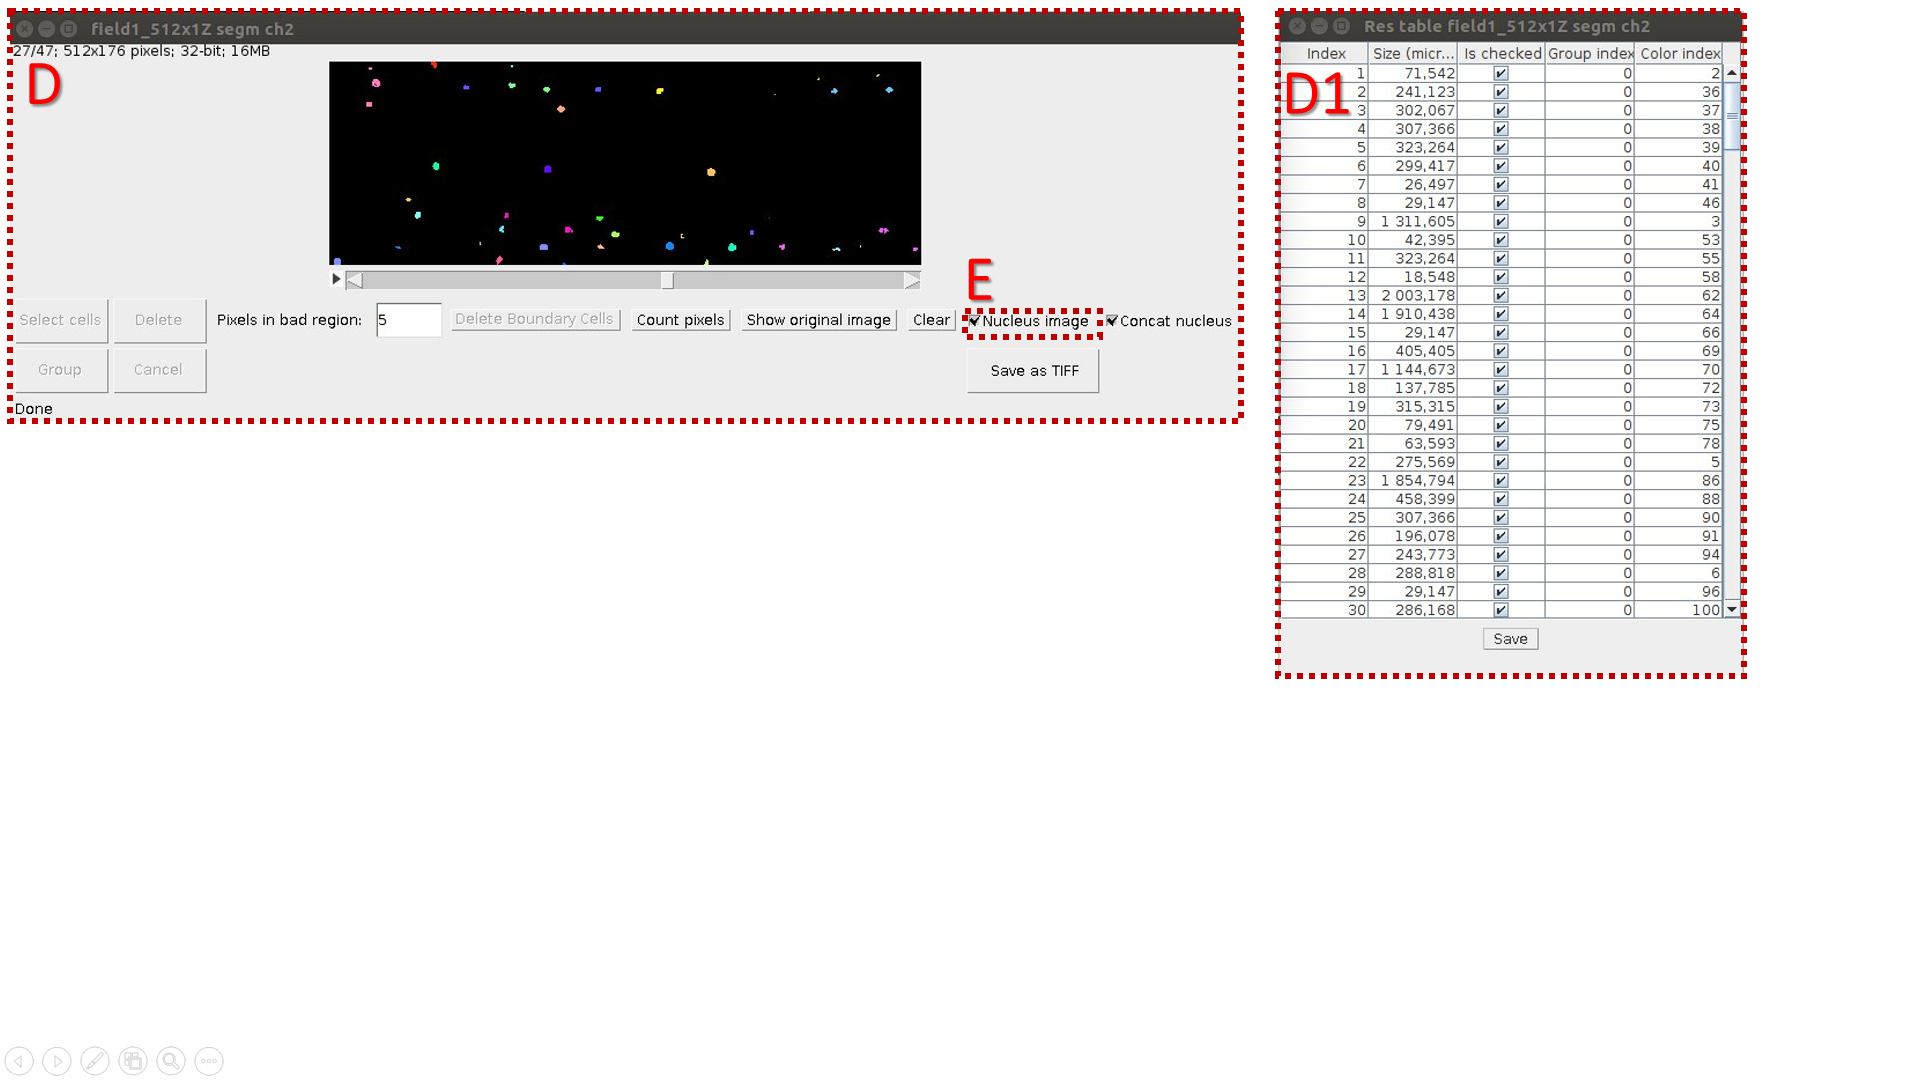 field1_512x1Z segm ch2
27/47; 512x176 pixels; 32-bit; 16MB
D
E
Select cells Delete Pixels in bad region: 5 Delete Boundary Cells Count pixels Show original image Clear Nucleus image Concat nucleus
Group Cancel Save as TIFF
Done
Res table field1_512x1Z segm ch2
Index Size (micr... Is checked Group index Color index
D1
1 71,542 0 2
2 241,123 0 36
3 302,067 0 37
4 307,366 0 38
5 323,264 0 39
6 299,417 0 40
7 26,497 0 41
8 29,147 0 46
9 1 311,605 0 3
10 42,395 0 53
11 323,264 0 55
12 18,548 0 58
13 2 003,178 0 62
14 1 910,438 0 64
15 29,147 0 66
16 405,405 0 69
17 1 144,673 0 70
18 137,785 0 72
19 315,315 0 73
20 79,491 0 75
21 63,593 0 78
22 275,569 0 5
23 1 854,794 0 86
24 458,399 0 88
25 307,366 0 90
26 196,078 0 91
27 243,773 0 94
28 288,818 0 6
29 29,147 0 96
30 286,168 0 100
Save